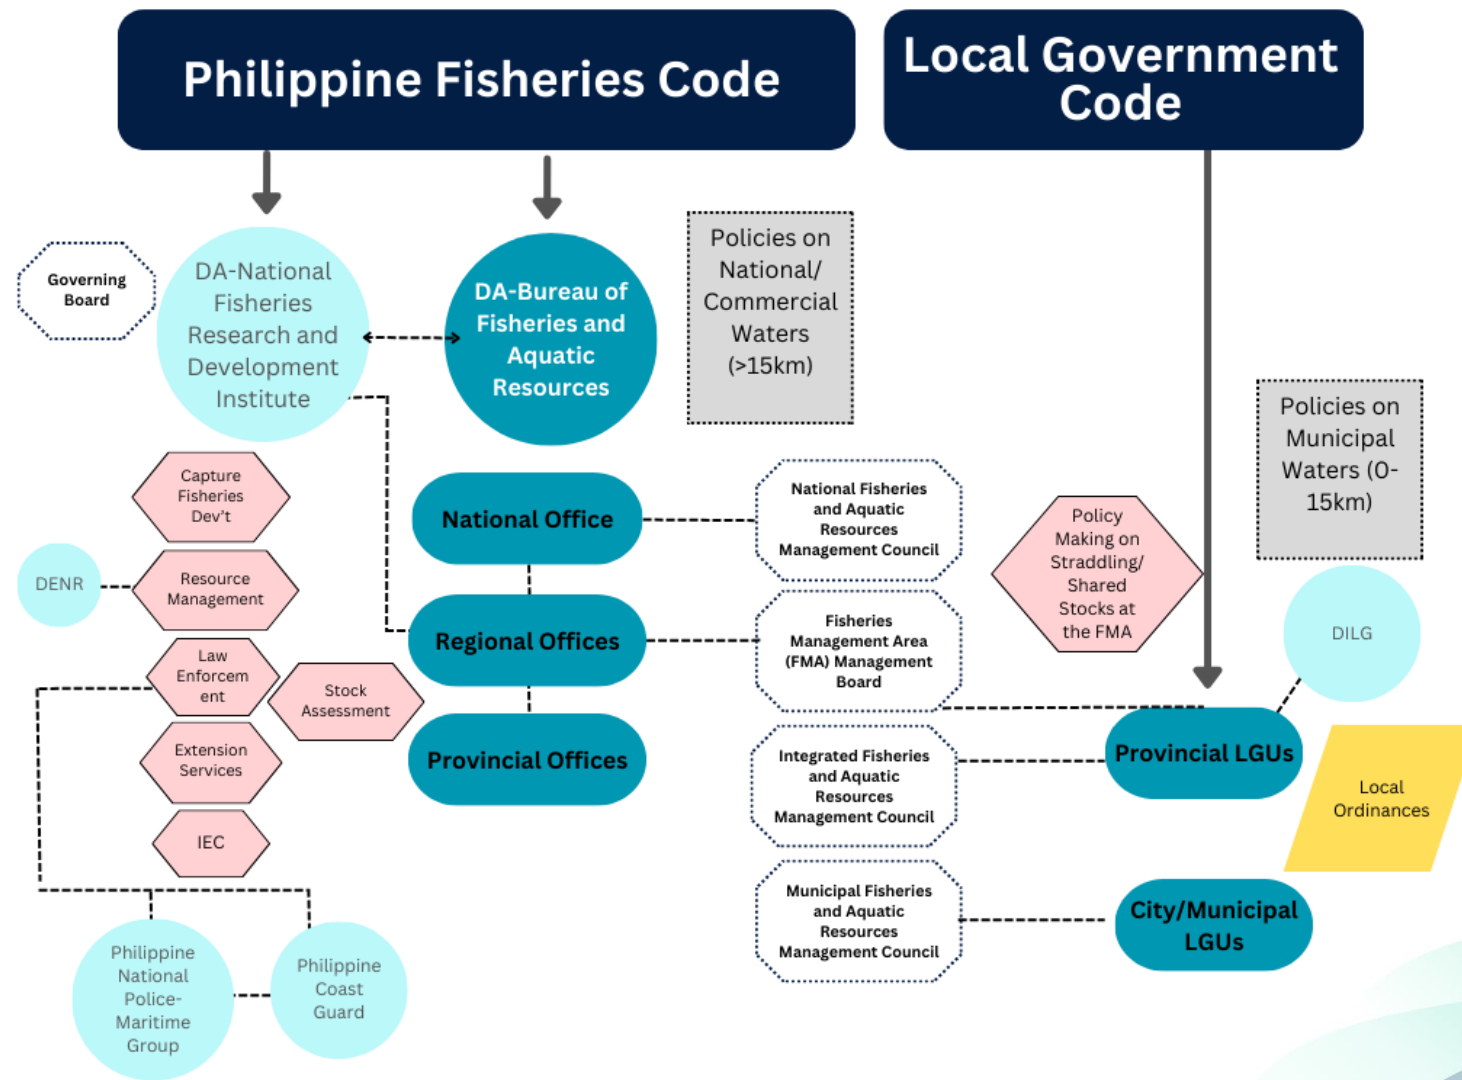 Philippine Fisheries Code
Local Government
Code
Governing
Board
DA-National
Fisheries
Research and
Development
Institute
DA-Bureau of
Fisheries and
Aquatic
Resources
Policies on
National/
Commercial
Waters
(>15km)
Policies on
Municipal
Waters (0-
15km)
Capture
Fisheries
Dev't
DENR
Resource
Management
Law
Enforcem
ent
Stock
Assessment
Extension
Services
IEC
Philippine
National
Police-
Maritime
Group
Philippine
Coast
Guard
National Office
Regional Offices
Provincial Offices
National Fisheries
and Aquatic
Resources
Management Council
Fisheries
Management Area
(FMA) Management
Board
Integrated Fisheries
and Aquatic
Resources
Management Council
Municipal Fisheries
and Aquatic
Resources
Management Council
Policy
Making on
Straddling/
Shared
Stocks at
the FMA
DILG
Provincial LGUs
Local
Ordinances
City/Municipal
LGUs